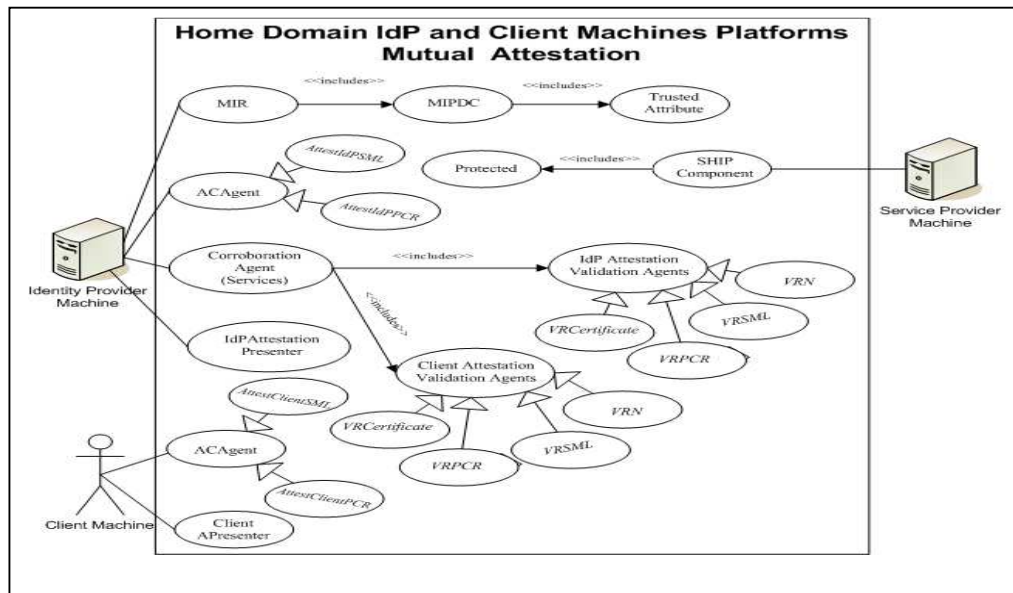 Home Domain IdP and Client Machines Platforms
Mutual Attestation
<<includes>>
<<includes>>
MIR
MIPDC
Trusted
Attribute
AttestIdPSML
Protected
<<includes>>
SHIP
Component
ACAgent
AttestIdPPCR
Service Provider
Machine
Identity Provider
Machine
Corroboration
Agent
(Services)
<<includes>>
IdP Attestation
Validation Agents
VRN
<<includes>>
VRCertificate
VRSML
VRPCR
IdPAttestation
Presenter
Client Attestation
Validation Agents
AttestClientSML
VRN
VRCertificate
VRSML
VRPCR
ACAgent
AttestClientPCR
Client Machine
Client
APresenter